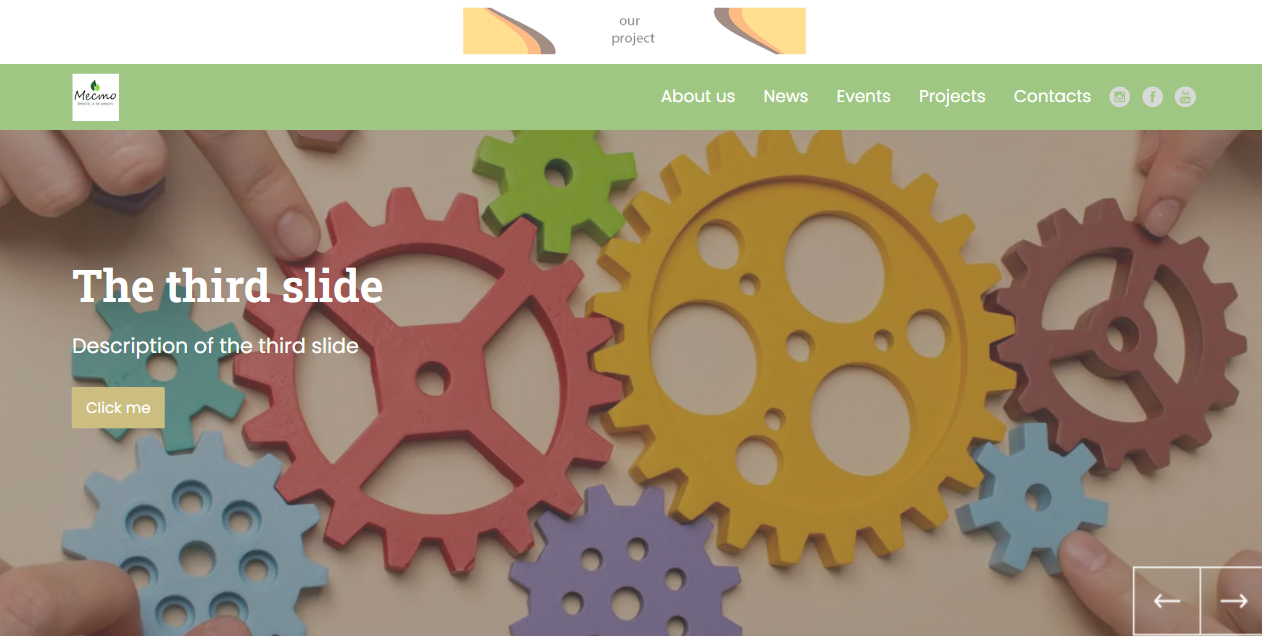 our
project
Mecmo
About us News Events Projects Contacts
The third slide
Description of the third slide
Click me